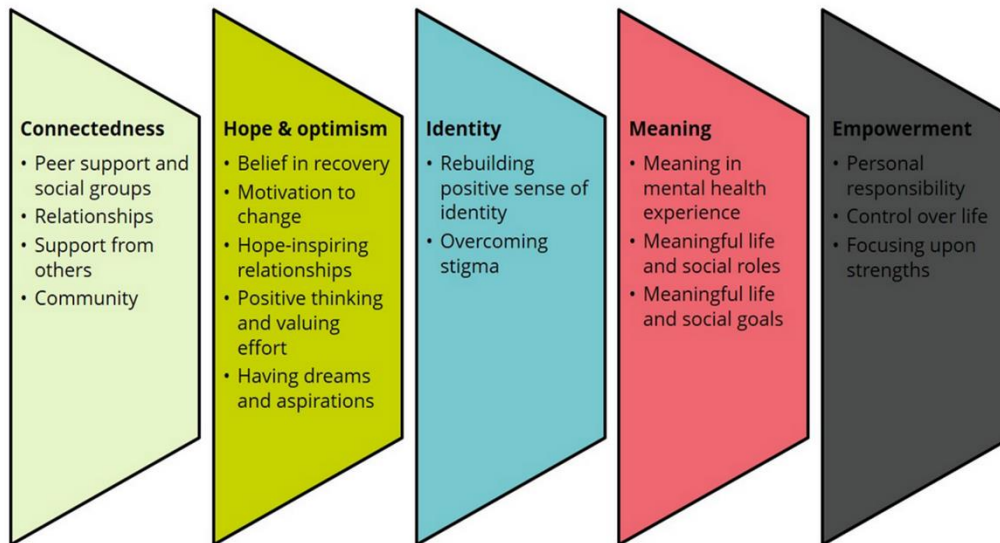 Connectedness
• Peer support and
social groups
• Relationships
• Support from
others
• Community
Hope & optimism
• Belief in recovery
• Motivation to
change
• Hope-inspiring
relationships
• Positive thinking
and valuing
effort
• Having dreams
and aspirations
Identity
• Rebuilding
positive sense of
identity
• Overcoming
stigma
Meaning
• Meaning in
mental health
experience
• Meaningful life
and social roles
• Meaningful life
and social goals
Empowerment
• Personal
responsibility
• Control over life
• Focusing upon
strengths